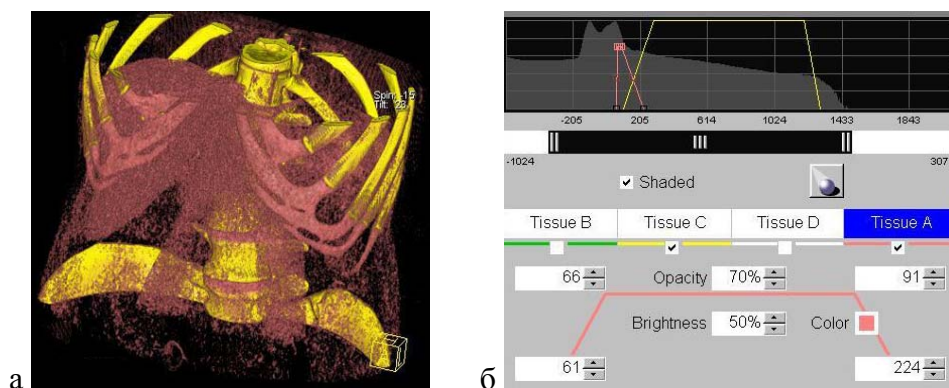 Spin: -15
Tilt: 23
а
б
-205 205 614 1024 1433 1843
-1024 307
Shaded
Tissue B Tissue C Tissue D Tissue A
66 Opacity 70% 91
Brightness 50% Color
61 224